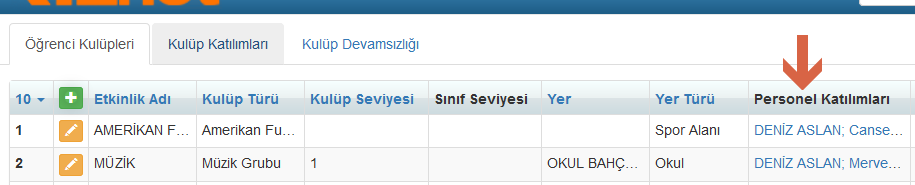 Öğrenci Kulüpleri Kulüp Katılımları Kulüp Devamsızlığı
10 Etkinlik Adı Kulüp Türü Kulüp Seviyesi Sınıf Seviyesi Yer Yer Türü Personel Katılımları
1 AMERİKAN F... Amerikan Fu... Spor Alanı DENİZ ASLAN; Canse...
2 MÜZİK Müzik Grubu 1 OKUL BAHÇ... Okul DENİZ ASLAN; Merve...